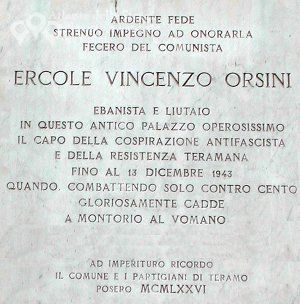 ARDENTE FEDE
STRENUO IMPEGNO AD ONORARLA
FECERO DEL COMUNISTA
ERCOLE VINCENZO ORSINI
EBANISTA E LIUTAIO
IN QUESTO ANTICO PALAZZO OPEROSISSIMO
IL CAPO DELLA COSPIRAZIONE ANTIFASCISTA
E DELLA RESISTENZA TERAMANA
FINO AL 13 DICEMBRE 1943
QUANDO, COMBATTENDO SOLO CONTRO CENTO
GLORIOSAMENTE CADDE
A MONTORIO AL VOMANO
AD IMPERITURO RICORDO
IL COMUNE E I PARTIGIANI DI TERAMO
POSERO MCMLXXVI